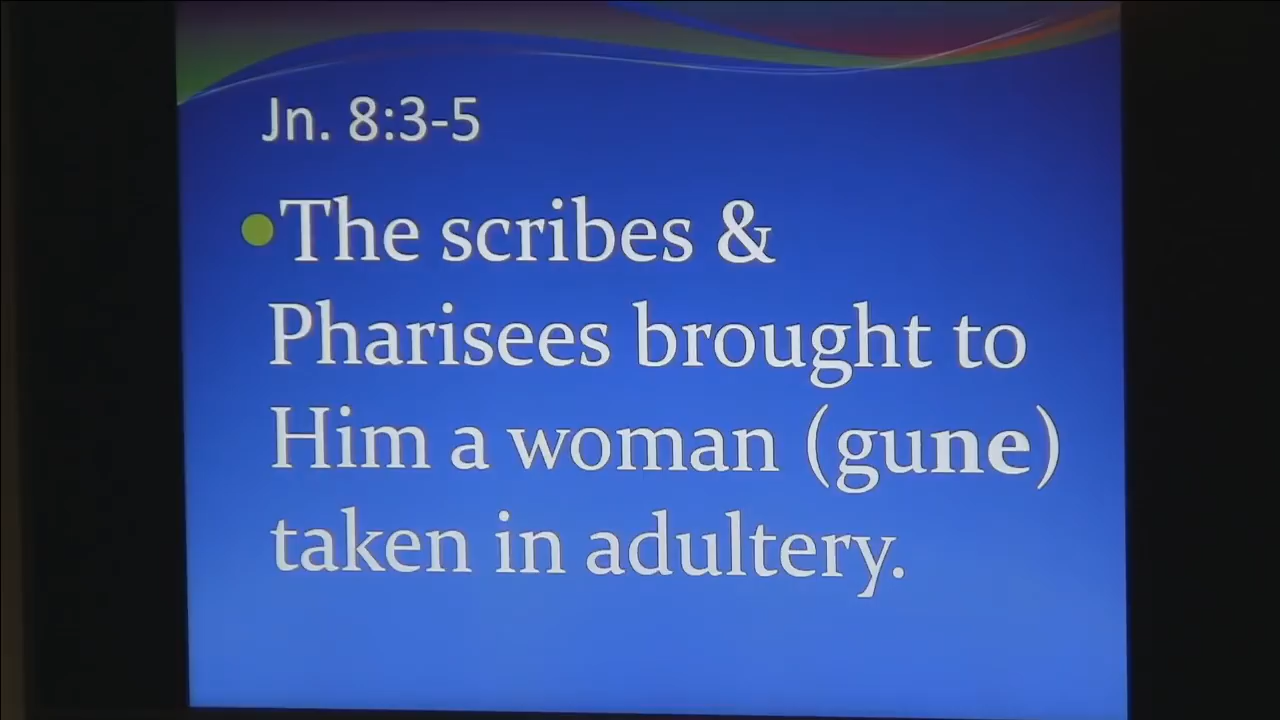 Jn. 8:3-5
The scribes &
Pharisees brought to
Him a woman (gune)
taken in adultery.